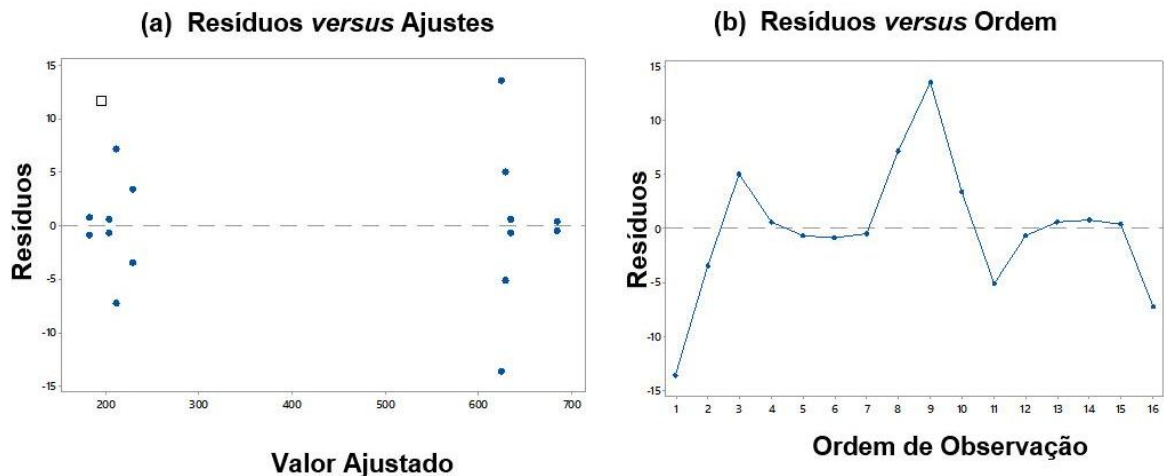 (a) Resíduos versus Ajustes
15
10
5
0
-5
-10
-15
Resíduos
200 300 400 500 600 700
Valor Ajustado
(b) Resíduos versus Ordem
15
10
5
0
-5
-10
-15
Resíduos
1 2 3 4 5 6 7 8 9 10 11 12 13 14 15 16
Ordem de Observação